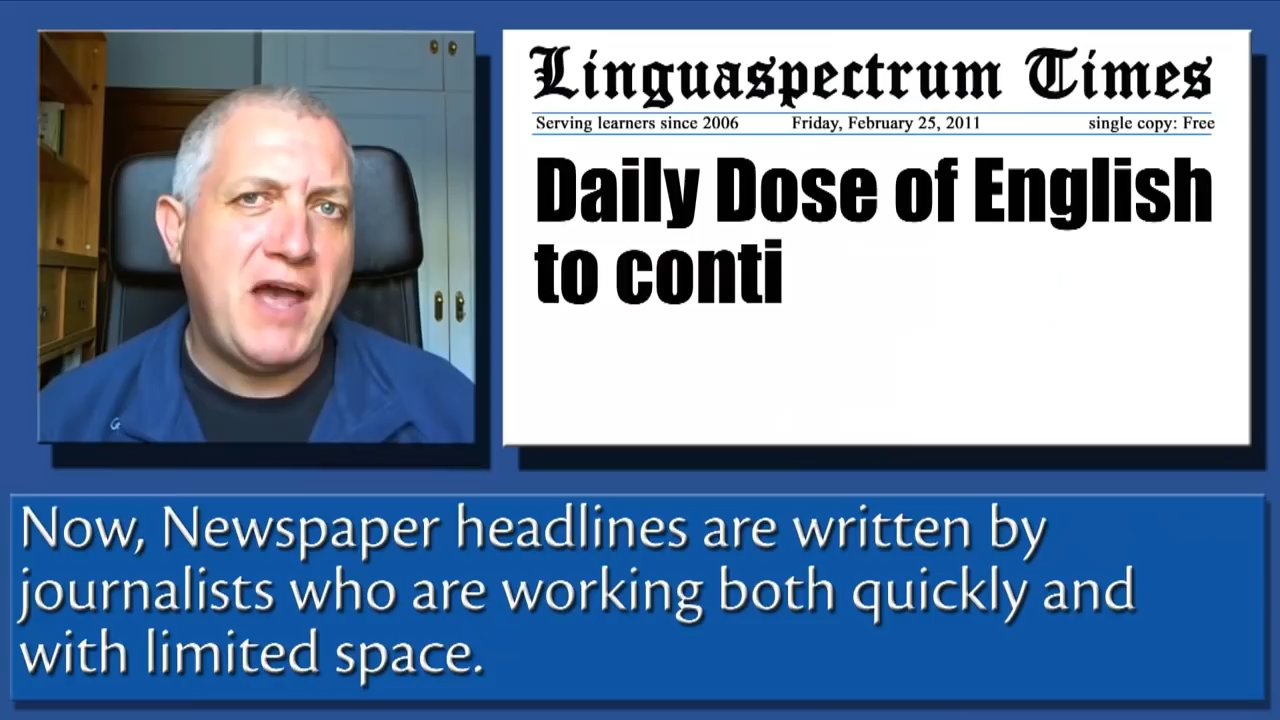 Linguaspectrum Times
Serving learners since 2006 Friday, February 25, 2011 single copy: Free
Daily Dose of English
to conti
Now, Newspaper headlines are written by
journalists who are working both quickly and
with limited space.